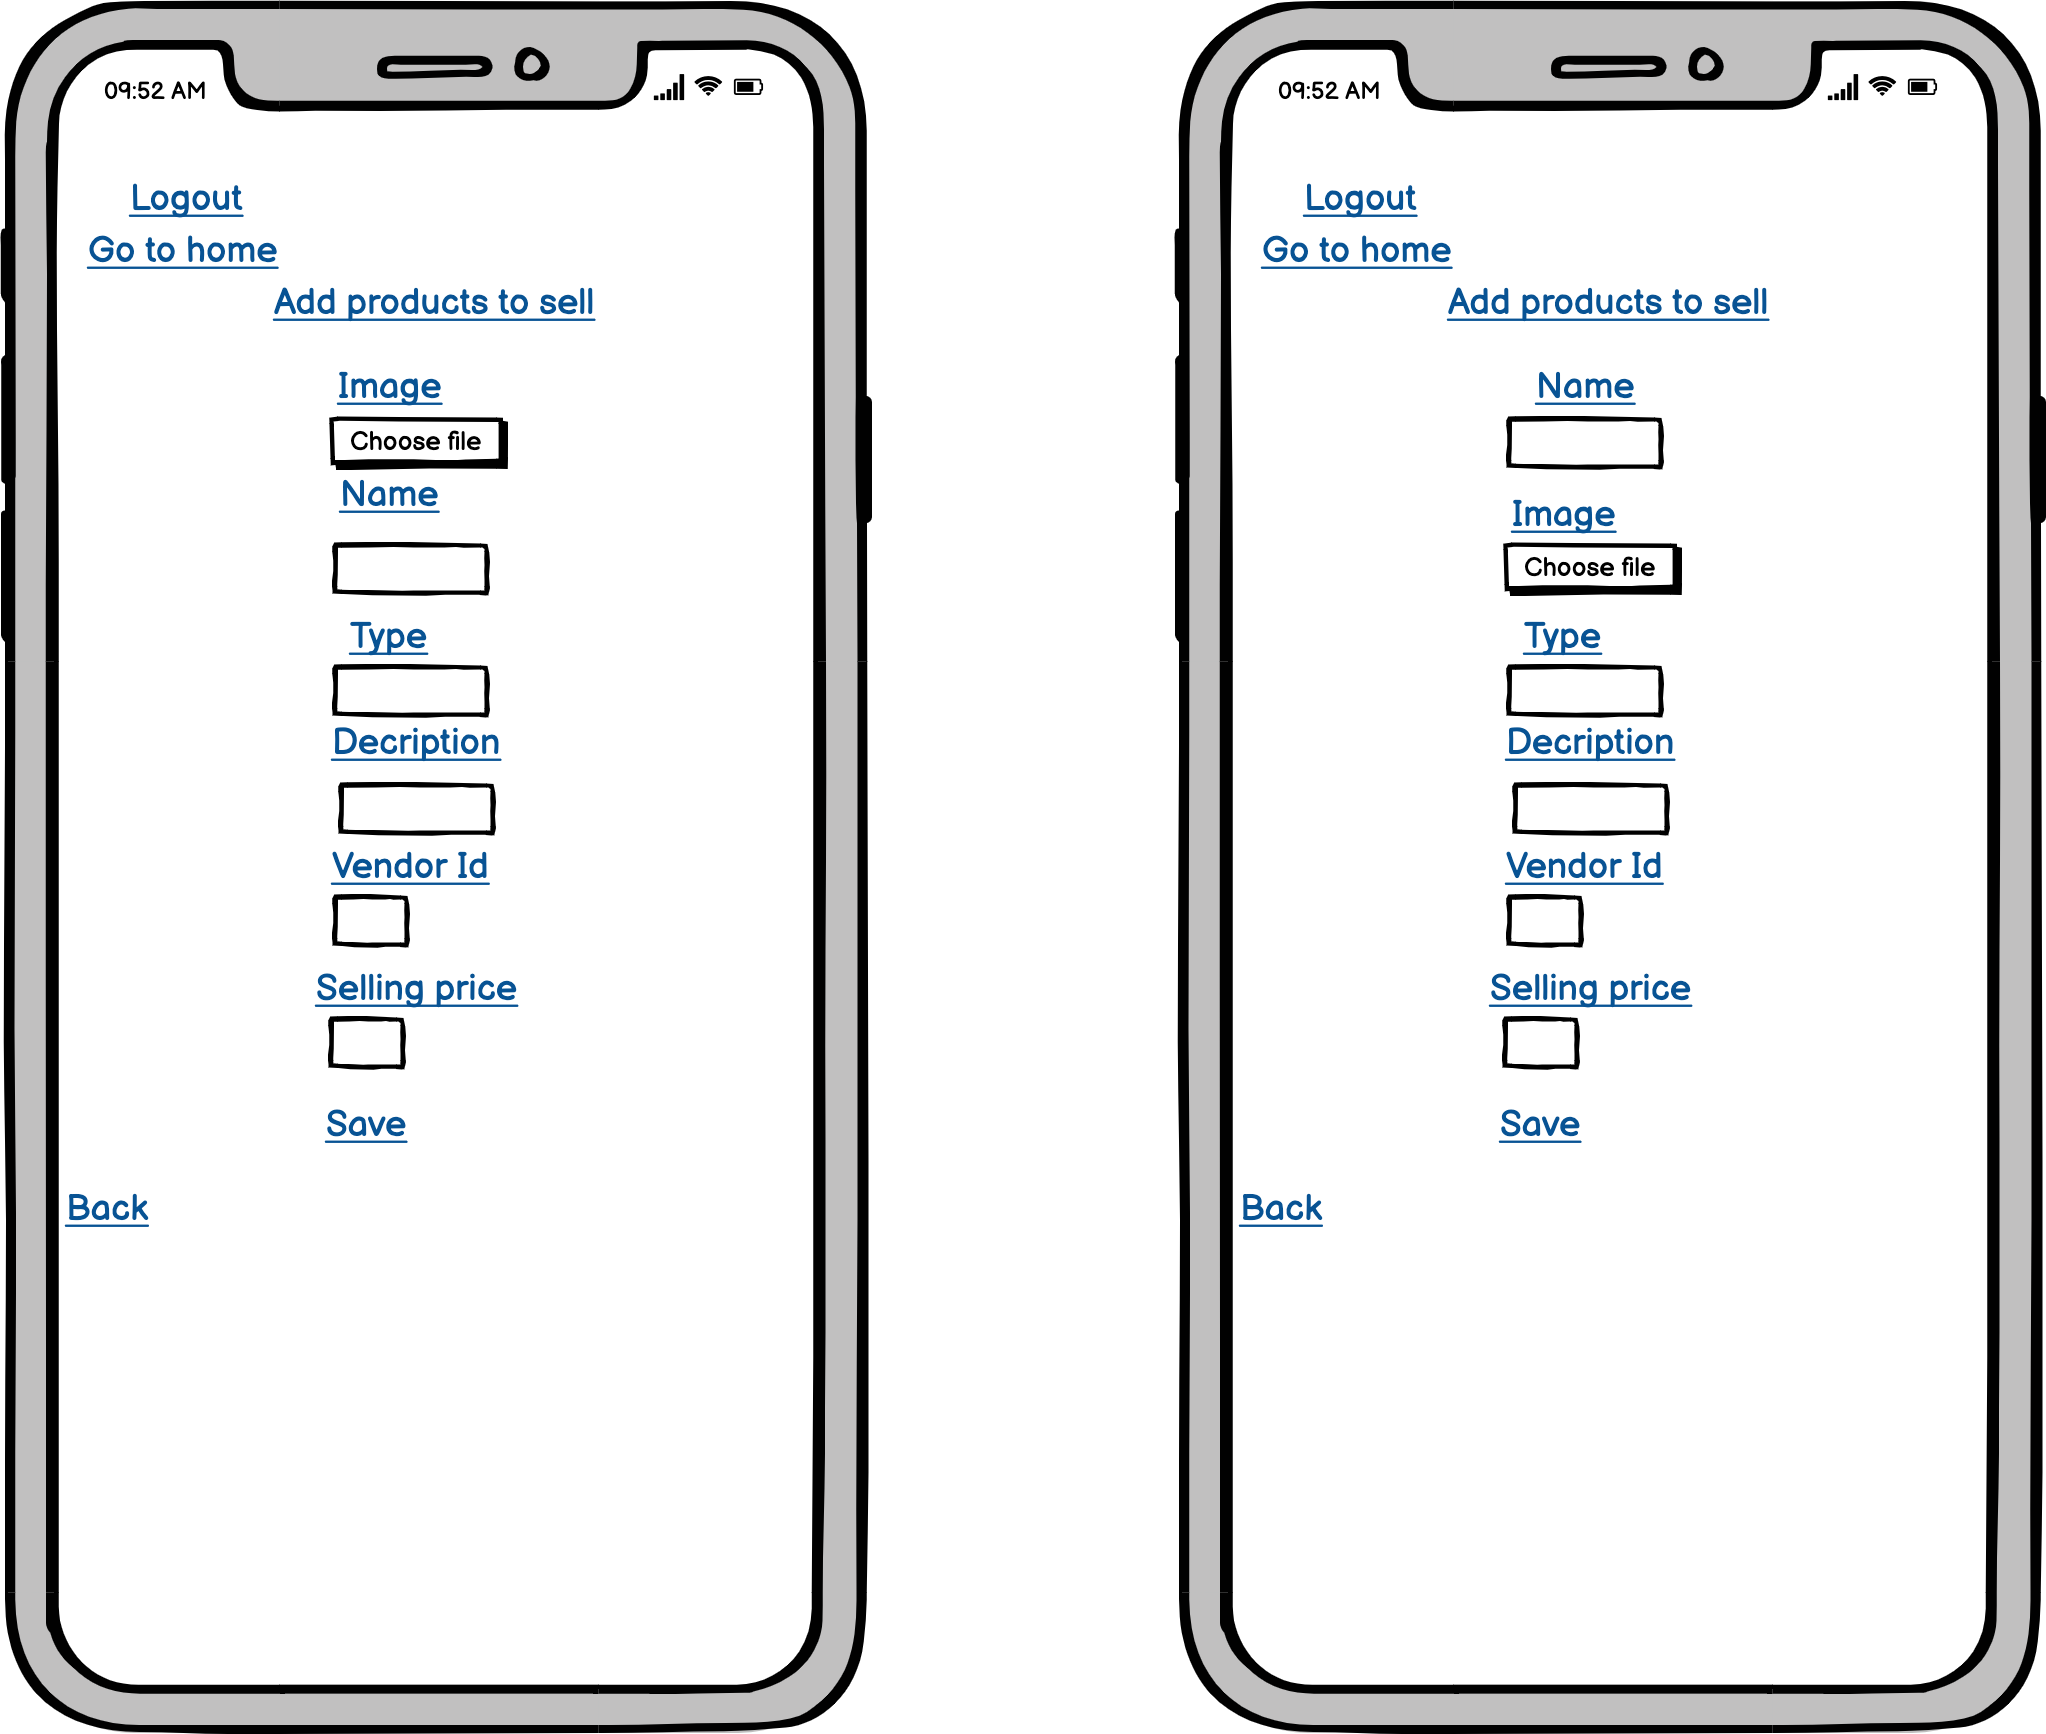 09:52 AM
Logout
Go to home
Add products to sell
Image
Choose file
Name
Type
Decription
Vendor Id
Selling price
Save
Back
09:52 AM
Logout
Go to home
Add products to sell
Name
Image
Choose file
Type
Decription
Vendor Id
Selling price
Save
Back